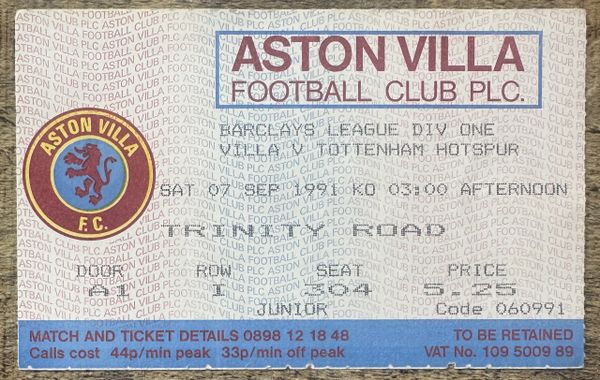 ASTON VILLA
FOOTBALL CLUB PLC.
ASTON VILLA
F.C.
BARCLAYS LEAGUE DIV ONE
VILLA V TOTTENHAM HOTSPUR
SAT 07 SEP 1991 KO 03:00 AFTERNOON
TRINITY ROAD
DOOR ROW SEAT PRICE
A1 I 304 5.25
JUNIOR Code 060991
MATCH AND TICKET DETAILS 0898 12 18 48 TO BE RETAINED
Calls cost 44p/min peak 33p/min off peak VAT No. 109 5009 89